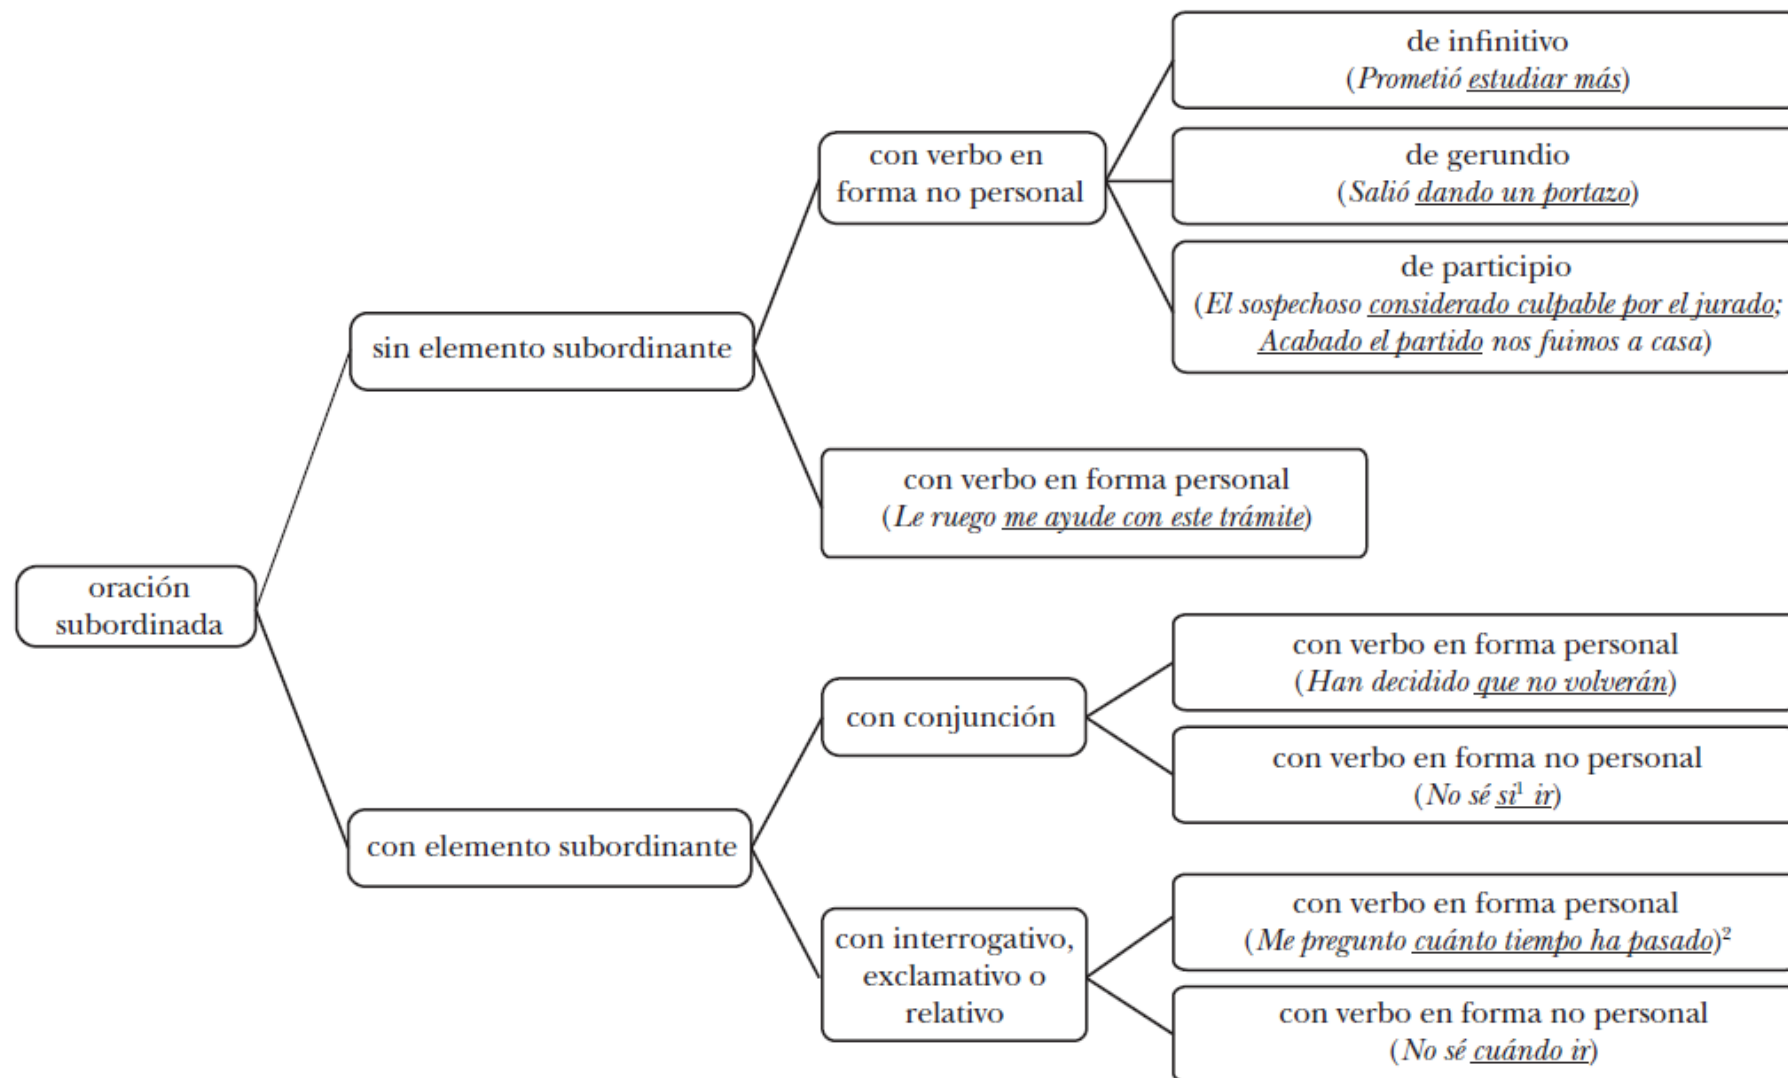 de infinitivo
(Prometió estudiar más)
con verbo en
forma no personal
de gerundio
(Salió dando un portazo)
de participio
(El sospechoso considerado culpable por el jurado;
Acabado el partido nos fuimos a casa)
sin elemento subordinante
con verbo en forma personal
(Le ruego me ayude con este trámite)
oración
subordinada
con verbo en forma personal
(Han decidido que no volverán)
con conjunción
con verbo en forma no personal
(No sé si¹ ir)
con elemento subordinante
con verbo en forma personal
(Me pregunto cuánto tiempo ha pasado)²
con interrogativo,
exclamativo o
relativo
con verbo en forma no personal
(No sé cuándo ir)